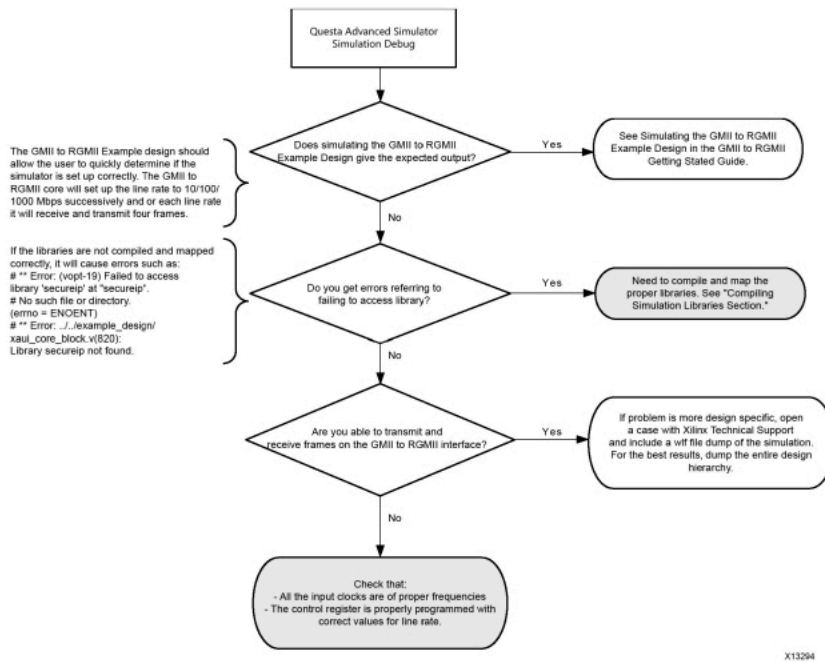 Questa Advanced Simulator
Simulation Debug
The GMII to RGMII Example design should
allow the user to quickly determine if the
simulator is set up correctly. The GMII to
RGMII core will set up the line rate to 10/100/
1000 Mbps successively and or each line rate
it will receive and transmit four frames.
Does simulating the GMII to RGMII
Example Design give the expected output?
Yes
See Simulating the GMII to RGMII
Example Design in the GMII to RGMII
Getting Stated Guide.
No
If the libraries are not compiled and mapped
correctly, it will cause errors such as:
# ** Error: (vopt-19) Failed to access
library 'secureip' at "secureip".
# No such file or directory.
(errno = ENOENT)
# ** Error: ../../example_design/
xaui_core_block.v(820):
Library secureip not found.
Do you get errors referring to
failing to access library?
Yes
Need to compile and map the
proper libraries. See "Compiling
Simulation Libraries Section."
No
Are you able to transmit and
receive frames on the GMII to RGMII interface?
Yes
If problem is more design specific, open
a case with Xilinx Technical Support
and include a wlf file dump of the simulation.
For the best results, dump the entire design
hierarchy.
No
Check that:
- All the input clocks are of proper frequencies
- The control register is properly programmed with
correct values for line rate.
X13294